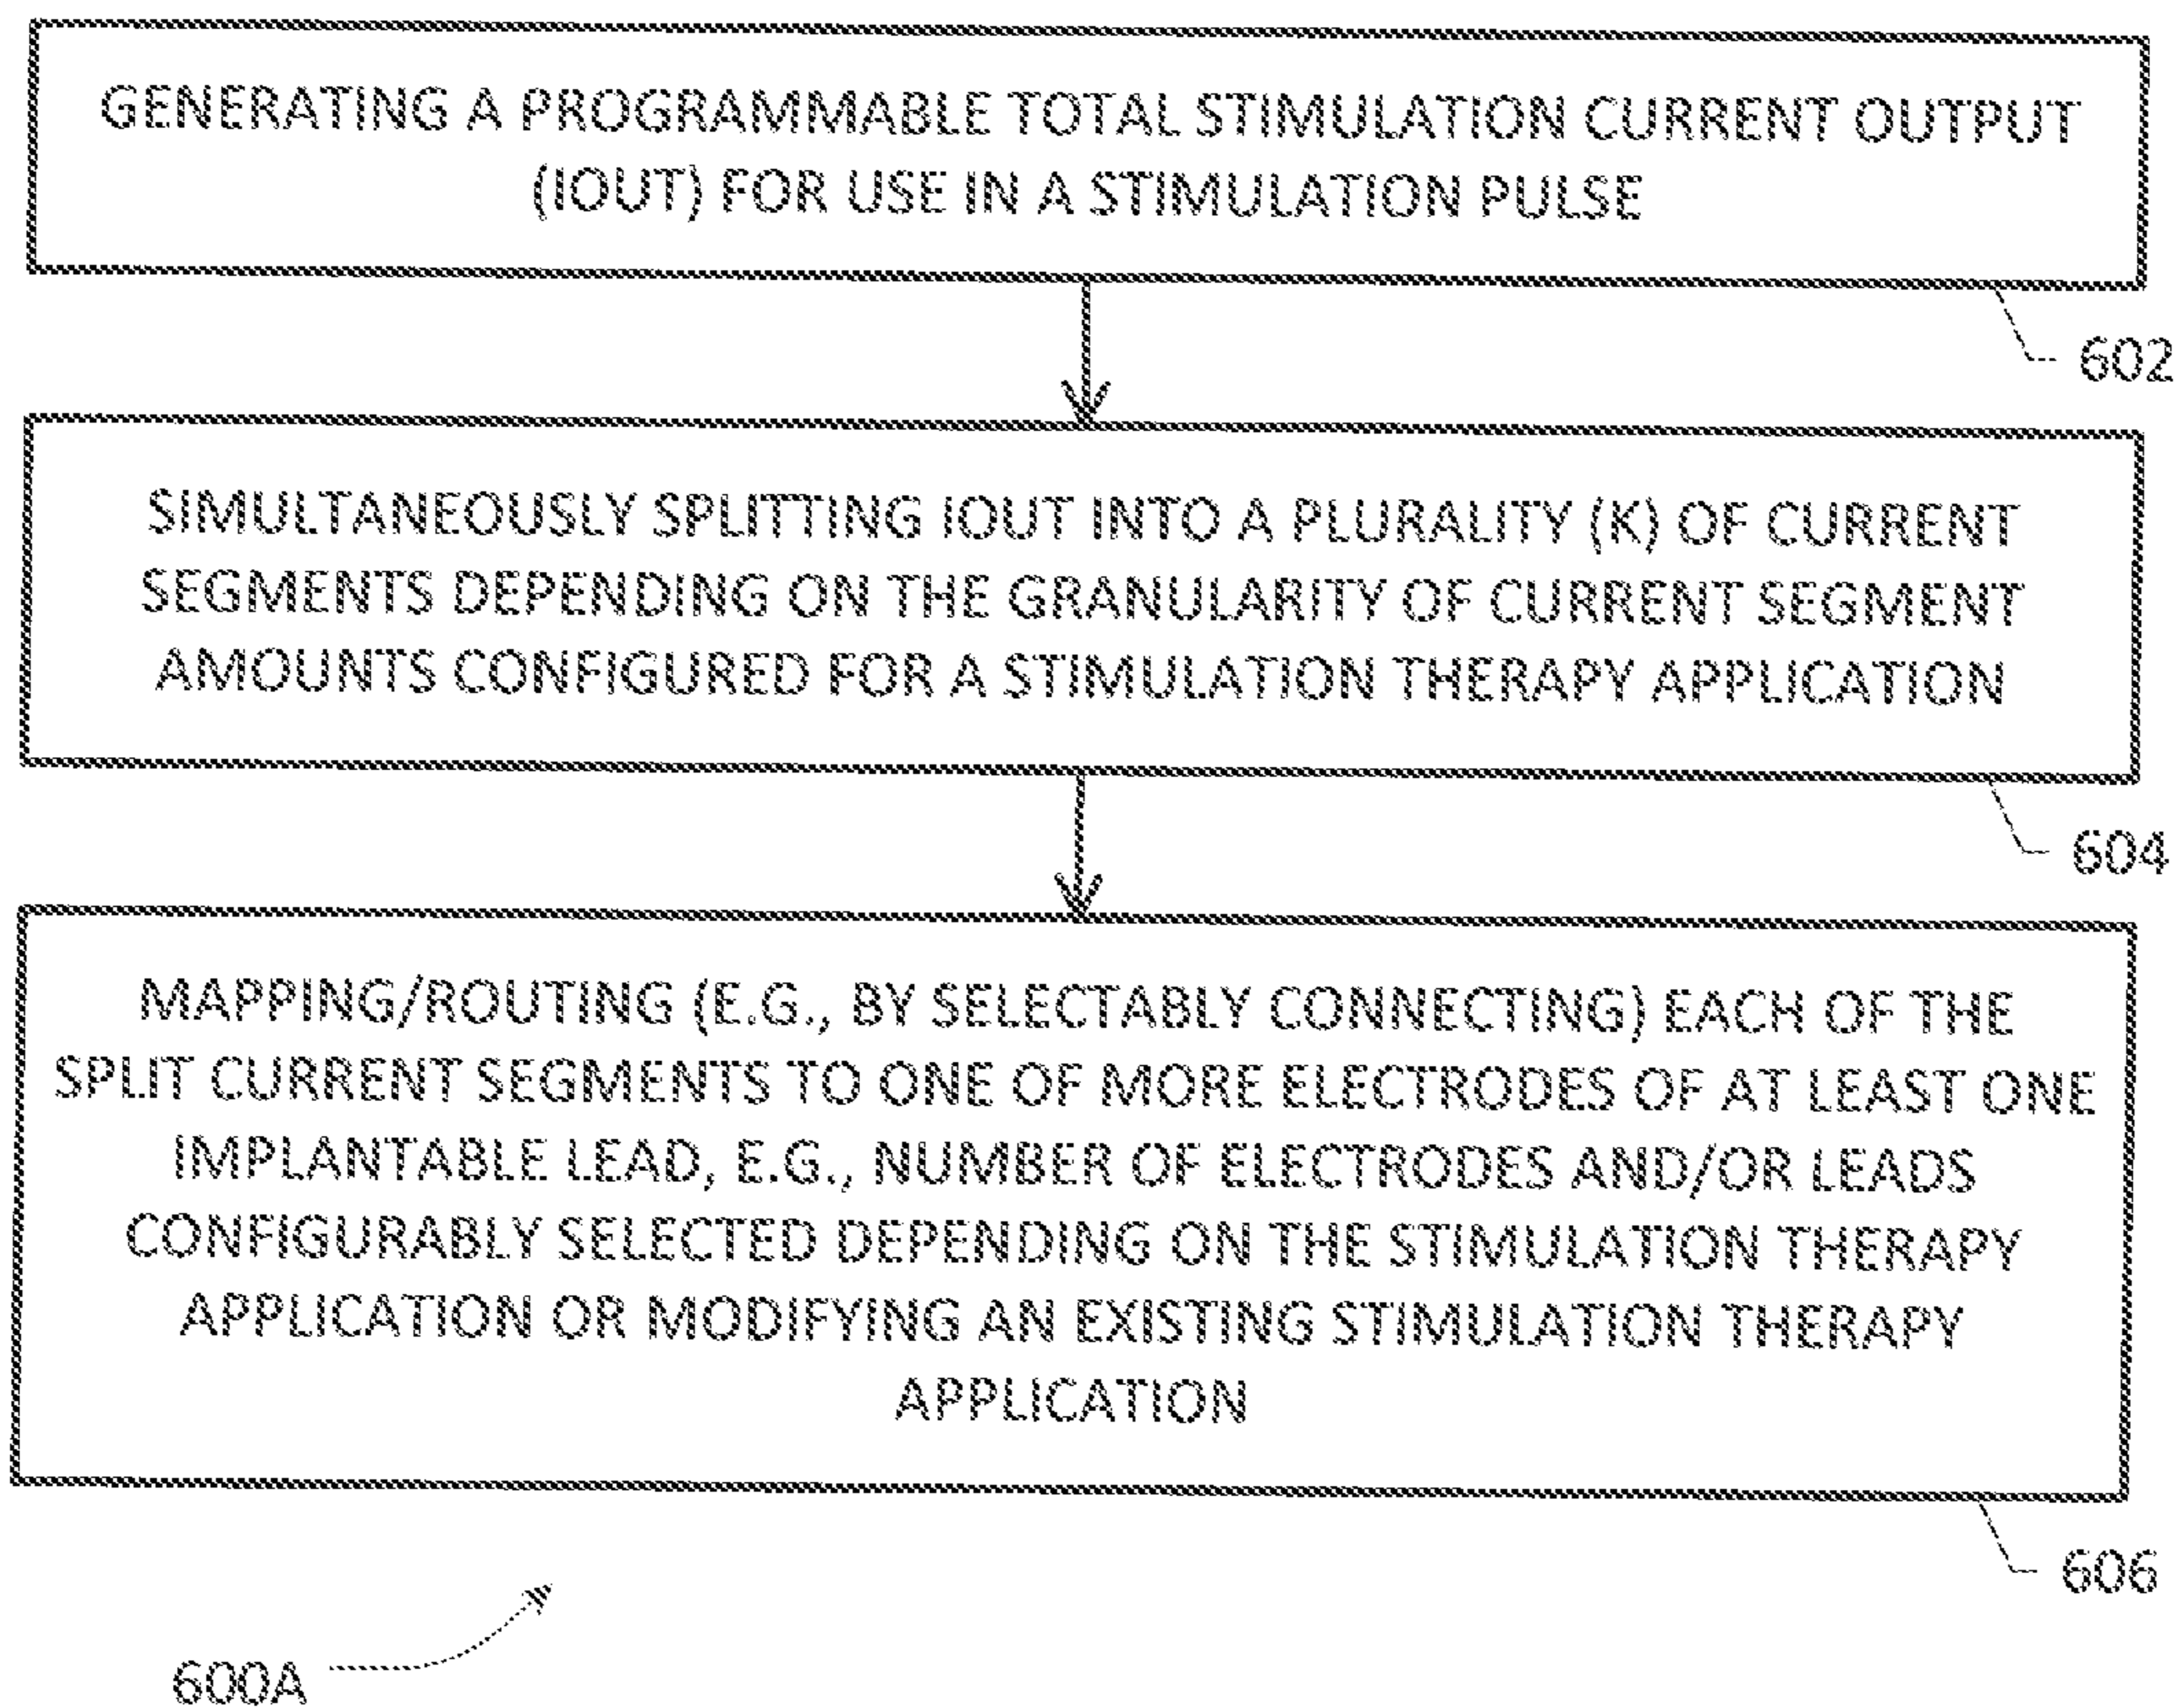 GENERATING A PROGRAMMABLE TOTAL STIMULATION CURRENT OUTPUT
(IOUT) FOR USE IN A STIMULATION PULSE
602
SIMULTANEOUSLY SPLITTING IOUT INTO A PLURALITY (K) OF CURRENT
SEGMENTS DEPENDING ON THE GRANULARITY OF CURRENT SEGMENT
AMOUNTS CONFIGURED FOR A STIMULATION THERAPY APPLICATION
604
MAPPING/ROUTING (E.G., BY SELECTABLY CONNECTING) EACH OF THE
SPLIT CURRENT SEGMENTS TO ONE OF MORE ELECTRODES OF AT LEAST ONE
IMPLANTABLE LEAD, E.G., NUMBER OF ELECTRODES AND/OR LEADS
CONFIGURABLY SELECTED DEPENDING ON THE STIMULATION THERAPY
APPLICATION OR MODIFYING AN EXISTING STIMULATION THERAPY
APPLICATION
606
600A